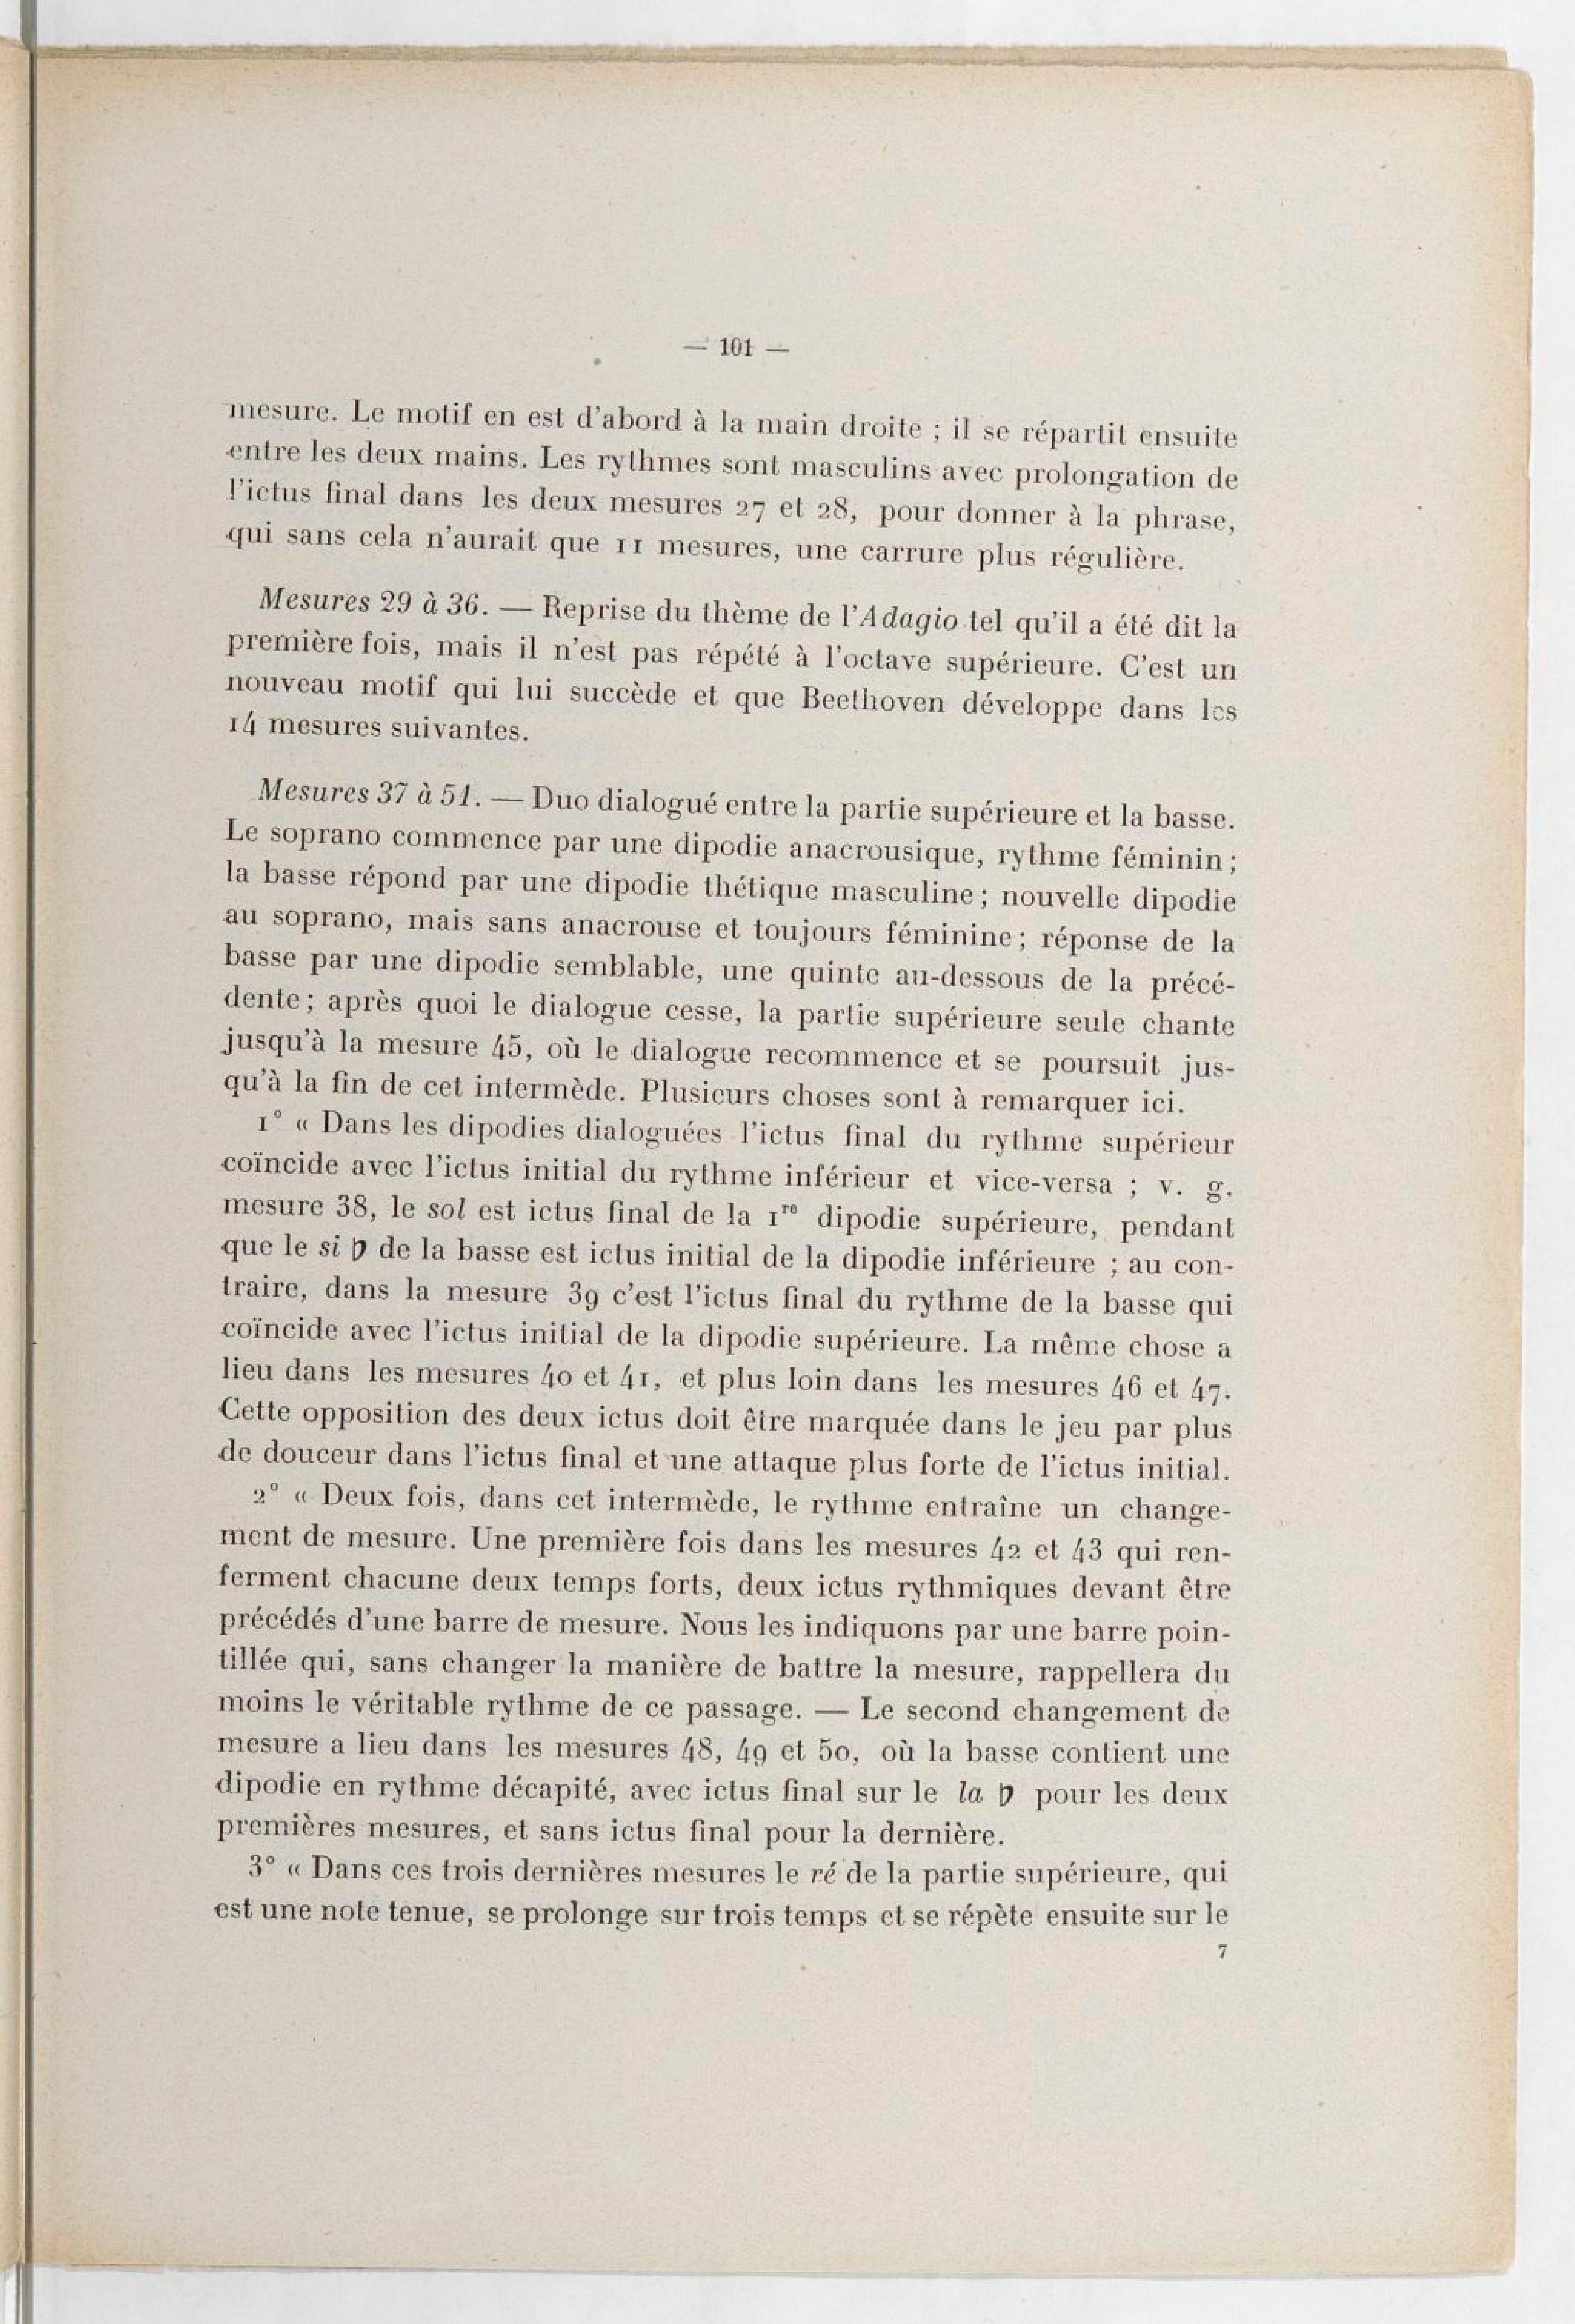 — 101 —
mesure. Le motif en est d'abord à la main droite ; il se répartit ensuite
entre les deux mains. Les rythmes sont masculins avec prolongation de
l'ictus final dans les deux mesures 27 et 28, pour donner à la phrase,
qui sans cela n'aurait que 11 mesures, une carrure plus régulière.
Mesures 29 à 36. — Reprise du thème de l'Adagio tel qu'il a été dit la
première fois, mais il n'est pas répété à l'octave supérieure. C'est un
nouveau motif qui lui succède et que Beethoven développe dans les
14 mesures suivantes.
Mesures 37 à 51. — Duo dialogué entre la partie supérieure et la basse.
Le soprano commence par une dipodie anacrousique, rythme féminin ;
la basse répond par une dipodie thétique masculine ; nouvelle dipodie
au soprano, mais sans anacrouse et toujours féminine ; réponse de la
basse par une dipodie semblable, une quinte au-dessous de la précé-
dente ; après quoi le dialogue cesse, la partie supérieure seule chante
jusqu'à la mesure 45, où le dialogue recommence et se poursuit jus-
qu'à la fin de cet intermède. Plusieurs choses sont à remarquer ici.
1° « Dans les dipodies dialoguées l'ictus final du rythme supérieur
coïncide avec l'ictus initial du rythme inférieur et vice-versa ; v. g.
mesure 38, le sol est ictus final de la 1re dipodie supérieure, pendant
que le si ♭ de la basse est ictus initial de la dipodie inférieure ; au con-
traire, dans la mesure 39 c'est l'ictus final du rythme de la basse qui
coïncide avec l'ictus initial de la dipodie supérieure. La même chose a
lieu dans les mesures 40 et 41, et plus loin dans les mesures 46 et 47.
Cette opposition des deux ictus doit être marquée dans le jeu par plus
de douceur dans l'ictus final et une attaque plus forte de l'ictus initial.
2° « Deux fois, dans cet intermède, le rythme entraîne un change-
ment de mesure. Une première fois dans les mesures 42 et 43 qui ren-
ferment chacune deux temps forts, deux ictus rythmiques devant être
précédés d'une barre de mesure. Nous les indiquons par une barre poin-
tillée qui, sans changer la manière de battre la mesure, rappellera du
moins le véritable rythme de ce passage. — Le second changement de
mesure a lieu dans les mesures 48, 49 et 50, où la basse contient une
dipodie en rythme décapité, avec ictus final sur le la ♭ pour les deux
premières mesures, et sans ictus final pour la dernière.
3° « Dans ces trois dernières mesures le ré de la partie supérieure, qui
est une note tenue, se prolonge sur trois temps et se répète ensuite sur le
7